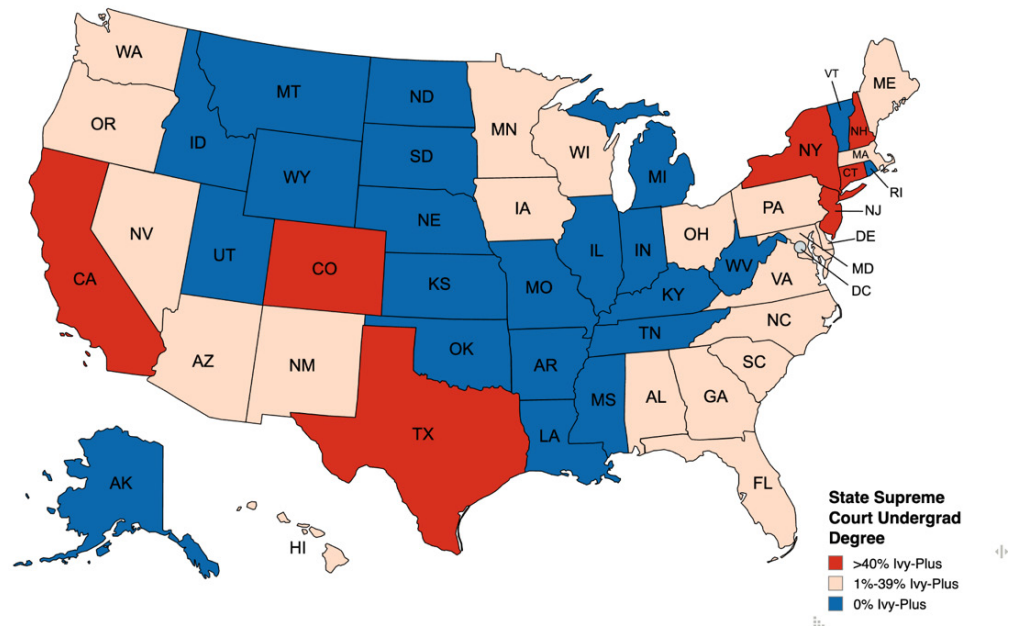 WA
MT
ND
MN
VT
ME
OR
ID
SD
WI
NH
NY
MA
CT
WY
MI
RI
NE
IA
PA
NJ
NV
UT
CO
IL
IN
OH
DE
CA
KS
MO
WV
VA
MD
KY
DC
AZ
NM
OK
AR
TN
NC
SC
TX
MS
AL
GA
LA
AK
FL
HI
State Supreme
Court Undergrad
Degree
>40% Ivy-Plus
1%-39% Ivy-Plus
0% Ivy-Plus